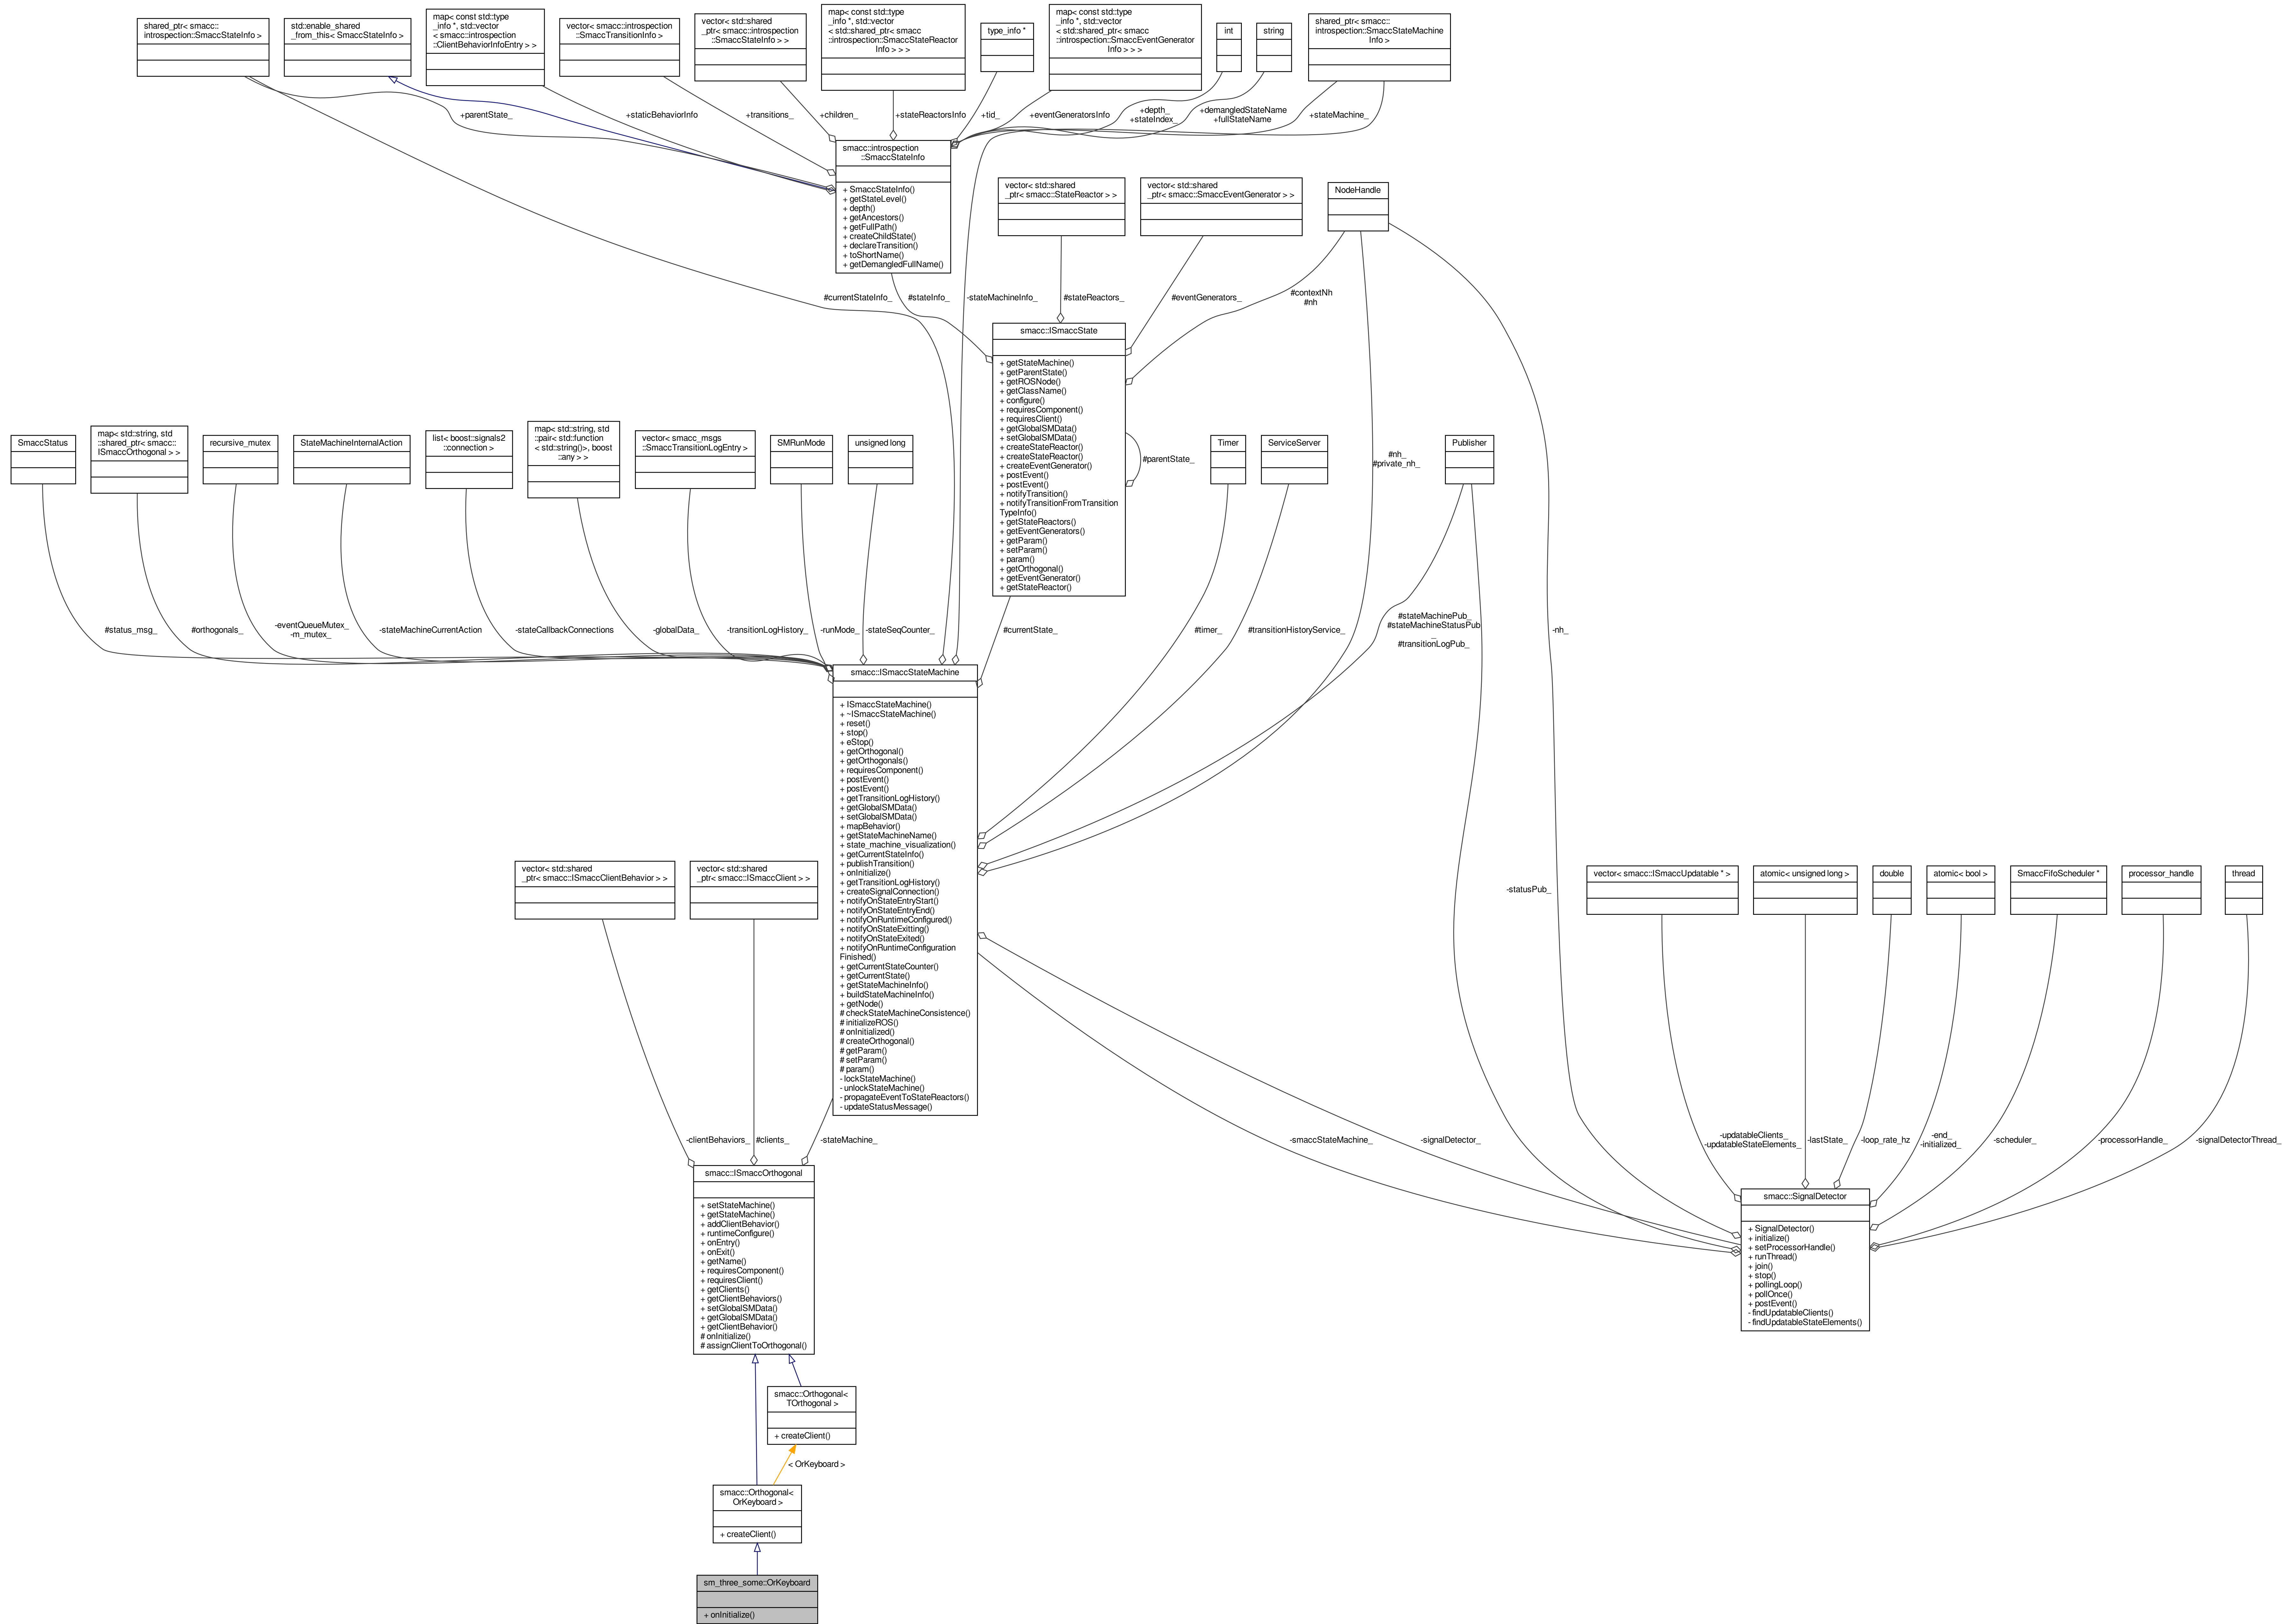 shared_ptr< smacc::
introspection::SmaccStateInfo >
std::enable_shared
_from_this< SmaccStateInfo >
map< const std::type
_info *, std::vector
< smacc::introspection
::ClientBehaviorInfoEntry > >
vector< smacc::introspection
::SmaccTransitionInfo >
vector< std::shared
_ptr< smacc::introspection
::SmaccStateInfo > >
map< const std::type
_info *, std::vector
< std::shared_ptr< smacc
::introspection::SmaccStateReactor
Info > > >
type_info *
map< const std::type
_info *, std::vector
< std::shared_ptr< smacc
::introspection::SmaccEventGenerator
Info > > >
int
string
shared_ptr< smacc::
introspection::SmaccStateMachine
Info >
+parentState_
+staticBehaviorInfo
+transitions_
+children_
+stateReactorsInfo
+tid_
+eventGeneratorsInfo
+depth_
+stateIndex_
+demangledStateName
+fullStateName
+stateMachine_
smacc::introspection
::SmaccStateInfo
+ SmaccStateInfo()
+ getStateLevel()
+ depth()
+ getAncestors()
+ getFullPath()
+ createChildState()
+ declareTransition()
+ toShortName()
+ getDemangledFullName()
vector< std::shared
_ptr< smacc::StateReactor > >
vector< std::shared
_ptr< smacc::SmaccEventGenerator > >
NodeHandle
#currentStateInfo_
#stateInfo_
-stateMachineInfo_
#stateReactors_
#eventGenerators_
#contextNh
#nh
smacc::ISmaccState
+ getStateMachine()
+ getParentState()
+ getROSNode()
+ getClassName()
+ configure()
+ requiresComponent()
+ requiresClient()
+ getGlobalSMData()
+ setGlobalSMData()
+ createStateReactor()
+ createStateReactor()
+ createEventGenerator()
+ postEvent()
+ postEvent()
+ notifyTransition()
+ notifyTransitionFromTransition
TypeInfo()
+ getStateReactors()
+ getEventGenerators()
+ getParam()
+ setParam()
+ param()
+ getOrthogonal()
+ getEventGenerator()
+ getStateReactor()
#parentState_
SmaccStatus
map< std::string, std
::shared_ptr< smacc::
ISmaccOrthogonal > >
recursive_mutex
StateMachineInternalAction
list< boost::signals2
::connection >
map< std::string, std
::pair< std::function
< std::string()>, boost
::any > >
vector< smacc_msgs
::SmaccTransitionLogEntry >
SMRunMode
unsigned long
Timer
ServiceServer
#nh_
#private_nh_
Publisher
#status_msg_
#orthogonals_
-eventQueueMutex_
-m_mutex_
-stateMachineCurrentAction
-stateCallbackConnections
-globalData_
-transitionLogHistory_
-runMode_
-stateSeqCounter_
#currentState_
#timer_
#transitionHistoryService_
#stateMachinePub_
#stateMachineStatusPub
_
#transitionLogPub_
-nh_
smacc::ISmaccStateMachine
+ ISmaccStateMachine()
+ ~ISmaccStateMachine()
+ reset()
+ stop()
+ eStop()
+ getOrthogonal()
+ getOrthogonals()
+ requiresComponent()
+ postEvent()
+ postEvent()
+ getTransitionLogHistory()
+ getGlobalSMData()
+ setGlobalSMData()
+ mapBehavior()
+ getStateMachineName()
+ state_machine_visualization()
+ getCurrentStateInfo()
+ publishTransition()
+ onInitialize()
+ getTransitionLogHistory()
+ createSignalConnection()
+ notifyOnStateEntryStart()
+ notifyOnStateEntryEnd()
+ notifyOnRuntimeConfigured()
+ notifyOnStateExitting()
+ notifyOnStateExited()
+ notifyOnRuntimeConfiguration
Finished()
+ getCurrentStateCounter()
+ getCurrentState()
+ getStateMachineInfo()
+ buildStateMachineInfo()
+ getNode()
# checkStateMachineConsistence()
# initializeROS()
# onInitialized()
# createOrthogonal()
# getParam()
# setParam()
# param()
- lockStateMachine()
- unlockStateMachine()
- propagateEventToStateReactors()
- updateStatusMessage()
vector< std::shared
_ptr< smacc::ISmaccClientBehavior > >
vector< std::shared
_ptr< smacc::ISmaccClient > >
-statusPub_
vector< smacc::ISmaccUpdatable * >
atomic< unsigned long >
double
atomic< bool >
SmaccFifoScheduler *
processor_handle
thread
-clientBehaviors_
#clients_
-stateMachine_
-smaccStateMachine_
-signalDetector_
-updatableClients_
-updatableStateElements_
-lastState_
-loop_rate_hz
-end_
-initialized_
-scheduler_
-processorHandle_
-signalDetectorThread_
smacc::ISmaccOrthogonal
+ setStateMachine()
+ getStateMachine()
+ addClientBehavior()
+ runtimeConfigure()
+ onEntry()
+ onExit()
+ getName()
+ requiresComponent()
+ requiresClient()
+ getClients()
+ getClientBehaviors()
+ setGlobalSMData()
+ getGlobalSMData()
+ getClientBehavior()
# onInitialize()
# assignClientToOrthogonal()
smacc::SignalDetector
+ SignalDetector()
+ initialize()
+ setProcessorHandle()
+ runThread()
+ join()
+ stop()
+ pollingLoop()
+ pollOnce()
+ postEvent()
- findUpdatableClients()
- findUpdatableStateElements()
smacc::Orthogonal<
TOrthogonal >
+ createClient()
< OrKeyboard >
smacc::Orthogonal<
OrKeyboard >
+ createClient()
sm_three_some::OrKeyboard
+ onInitialize()